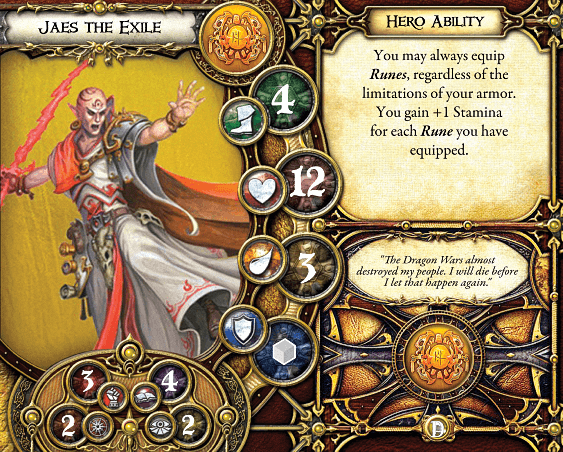 Jaes the Exile
4
12
3
3
4
2
2
Hero Ability
You may always equip
Runes, regardless of the
limitations of your armor.
You gain +1 Stamina
for each Rune you have
equipped.
"The Dragon Wars almost
destroyed my people. I will die before
I let that happen again."
D